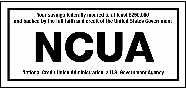 Your savings federally insured to at least $250,000
and backed by the full faith and credit of the United States Government
NCUA
National Credit Union Administration, a U.S. Government Agency